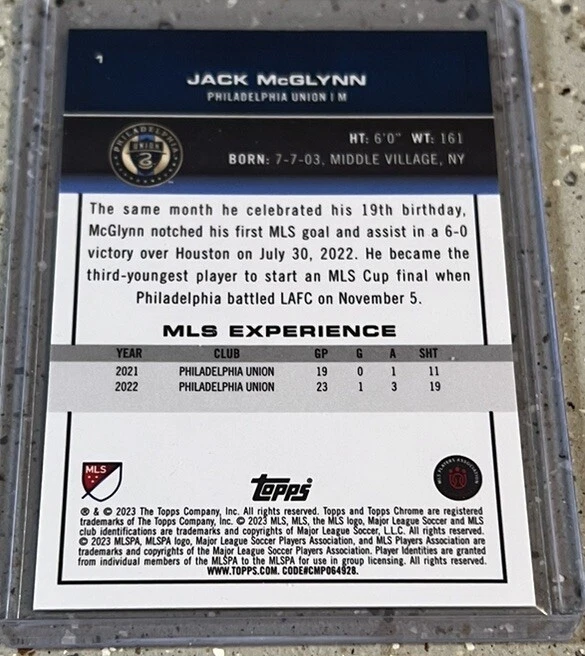 1
JACK McGLYNN
PHILADELPHIA UNION | M
PHILADELPHIA
UNION
HT: 6'0" WT: 161
BORN: 7-7-03, MIDDLE VILLAGE, NY
The same month he celebrated his 19th birthday,
McGlynn notched his first MLS goal and assist in a 6-0
victory over Houston on July 30, 2022. He became the
third-youngest player to start an MLS Cup final when
Philadelphia battled LAFC on November 5.
MLS EXPERIENCE
YEAR CLUB GP G A SHT
2021 PHILADELPHIA UNION 19 0 1 11
2022 PHILADELPHIA UNION 23 1 3 19
MLS
Topps
MLS PLAYERS ASSOCIATION
® & © 2023 The Topps Company, Inc. All rights reserved. Topps and Topps Chrome are registered
trademarks of The Topps Company, Inc. © 2023 MLS, MLS, the MLS logo, Major League Soccer and MLS
club identifications are trademarks and copyrights of Major League Soccer, L.L.C. All rights reserved.
© 2023 MLSPA, MLSPA logo, Major League Soccer Players Association, and MLS Players Association are
trademarks and copyrights of the Major League Soccer Players Association. Player Identities are granted
from individual members of the MLSPA to the MLSPA for use in group licensing. All rights reserved.
WWW.TOPPS.COM. CODE#CMP064928.